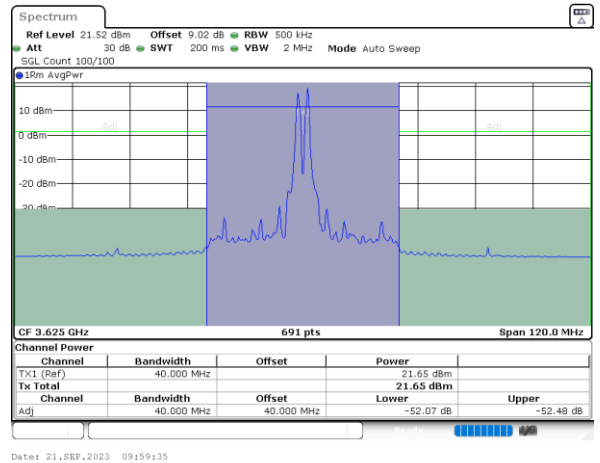 Spectrum
Ref Level 21.52 dBm Offset 9.02 dB RBW 500 kHz
Att 30 dB SWT 200 ms VBW 2 MHz Mode Auto Sweep
SGL Count 100/100
1Rm AvgPwr
10 dBm
Adj Adj
0 dBm
-10 dBm
-20 dBm
-30 dBm
CF 3.625 GHz 691 pts Span 120.0 MHz
Channel Power
Channel Bandwidth Offset Power
TX1 (Ref) 40.000 MHz 21.65 dBm
Tx Total 21.65 dBm
Channel Bandwidth Offset Lower Upper
Adj 40.000 MHz 40.000 MHz -52.07 dB -52.48 dB
Date: 21.SEP.2023 09:59:35